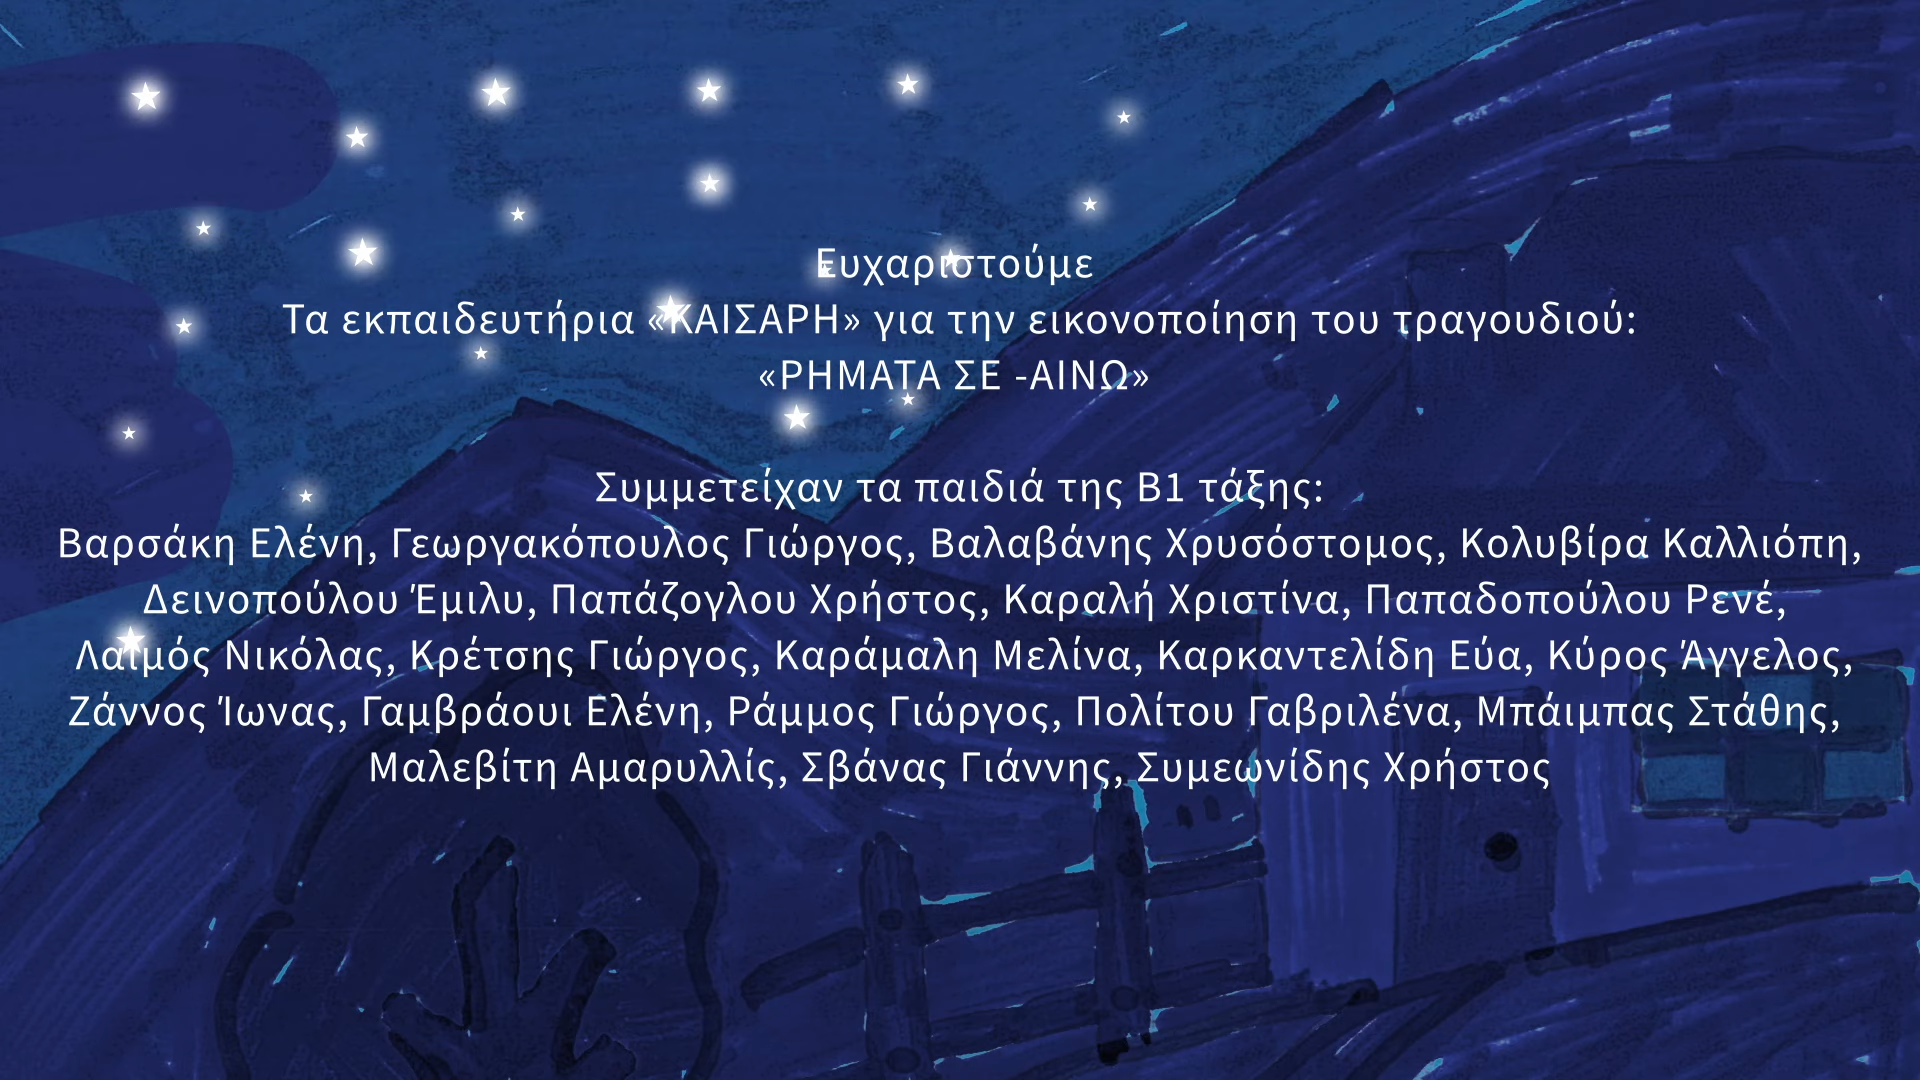 Ευχαριστούμε
Τα εκπαιδευτήρια «ΚΑΙΣΑΡΗ» για την εικονοποίηση του τραγουδιού:
«ΡΗΜΑΤΑ ΣΕ -ΑΙΝΩ»
Συμμετείχαν τα παιδιά της Β1 τάξης:
Βαρσάκη Ελένη, Γεωργακόπουλος Γιώργος, Βαλαβάνης Χρυσόστομος, Κολυβίρα Καλλιόπη,
Δεινοπούλου Έμιλυ, Παπάζογλου Χρήστος, Καραλή Χριστίνα, Παπαδοπούλου Ρενέ,
Λαιμός Νικόλας, Κρέτσης Γιώργος, Καράμαλη Μελίνα, Καρκαντελίδη Εύα, Κύρος Άγγελος,
Ζάννος Ίωνας, Γαμβράουι Ελένη, Ράμμος Γιώργος, Πολίτου Γαβριλένα, Μπάιμπας Στάθης,
Μαλεβίτη Αμαρυλλίς, Σβάνας Γιάννης, Συμεωνίδης Χρήστος